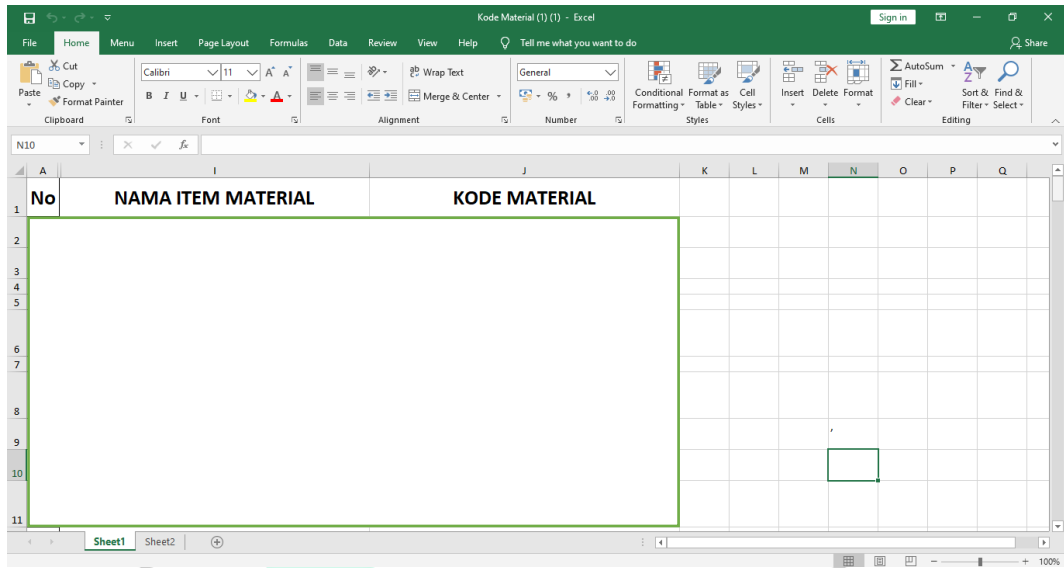 Kode Material (1) (1) - Excel
Sign in
File Home Menu Insert Page Layout Formulas Data Review View Help Tell me what you want to do Share
Paste
Cut
Copy
Format Painter
Clipboard
Calibri 11 A A
B I U A
Font
Wrap Text
Merge & Center
Alignment
General
% , .00 .0
Number
Conditional Formatting
Format as Table
Cell Styles
Styles
Insert Delete Format
Cells
AutoSum
Fill
Clear
Sort & Filter
Find & Select
Editing
N10 fx
A I J K L M N O P Q
1 No NAMA ITEM MATERIAL KODE MATERIAL
2
3
4
5
6
7
8
9 ,
10
11
Sheet1 Sheet2
100%